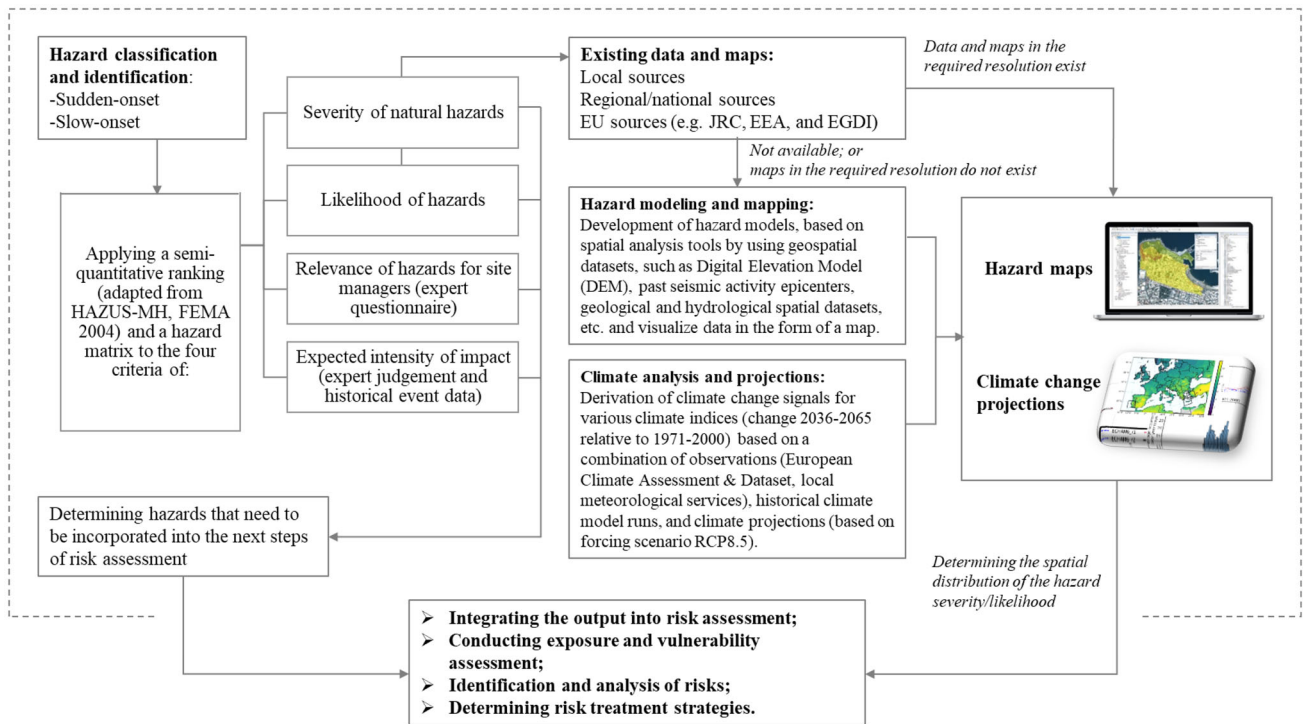 Hazard classification
and identification:
-Sudden-onset
-Slow-onset
Applying a semi-
quantitative ranking
(adapted from
HAZUS-MH, FEMA
2004) and a hazard
matrix to the four
criteria of:
Severity of natural hazards
Likelihood of hazards
Relevance of hazards for site
managers (expert
questionnaire)
Expected intensity of impact
(expert judgement and
historical event data)
Determining hazards that need to
be incorporated into the next steps
of risk assessment
Existing data and maps:
Local sources
Regional/national sources
EU sources (e.g. JRC, EEA, and EGDI)
Data and maps in the
required resolution exist
Not available; or
maps in the required resolution do not exist
Hazard modeling and mapping:
Development of hazard models, based on
spatial analysis tools by using geospatial
datasets, such as Digital Elevation Model
(DEM), past seismic activity epicenters,
geological and hydrological spatial datasets,
etc. and visualize data in the form of a map.
Climate analysis and projections:
Derivation of climate change signals for
various climate indices (change 2036-2065
relative to 1971-2000) based on a
combination of observations (European
Climate Assessment & Dataset, local
meteorological services), historical climate
model runs, and climate projections (based on
forcing scenario RCP8.5).
Hazard maps
Climate change
projections
Determining the spatial
distribution of the hazard
severity/likelihood
➢ Integrating the output into risk assessment;
➢ Conducting exposure and vulnerability
assessment;
➢ Identification and analysis of risks;
➢ Determining risk treatment strategies.